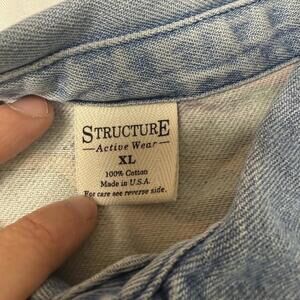 STRUCTURE
Active Wear
XL
100% Cotton
Made in U.S.A.
For care see reverse side.